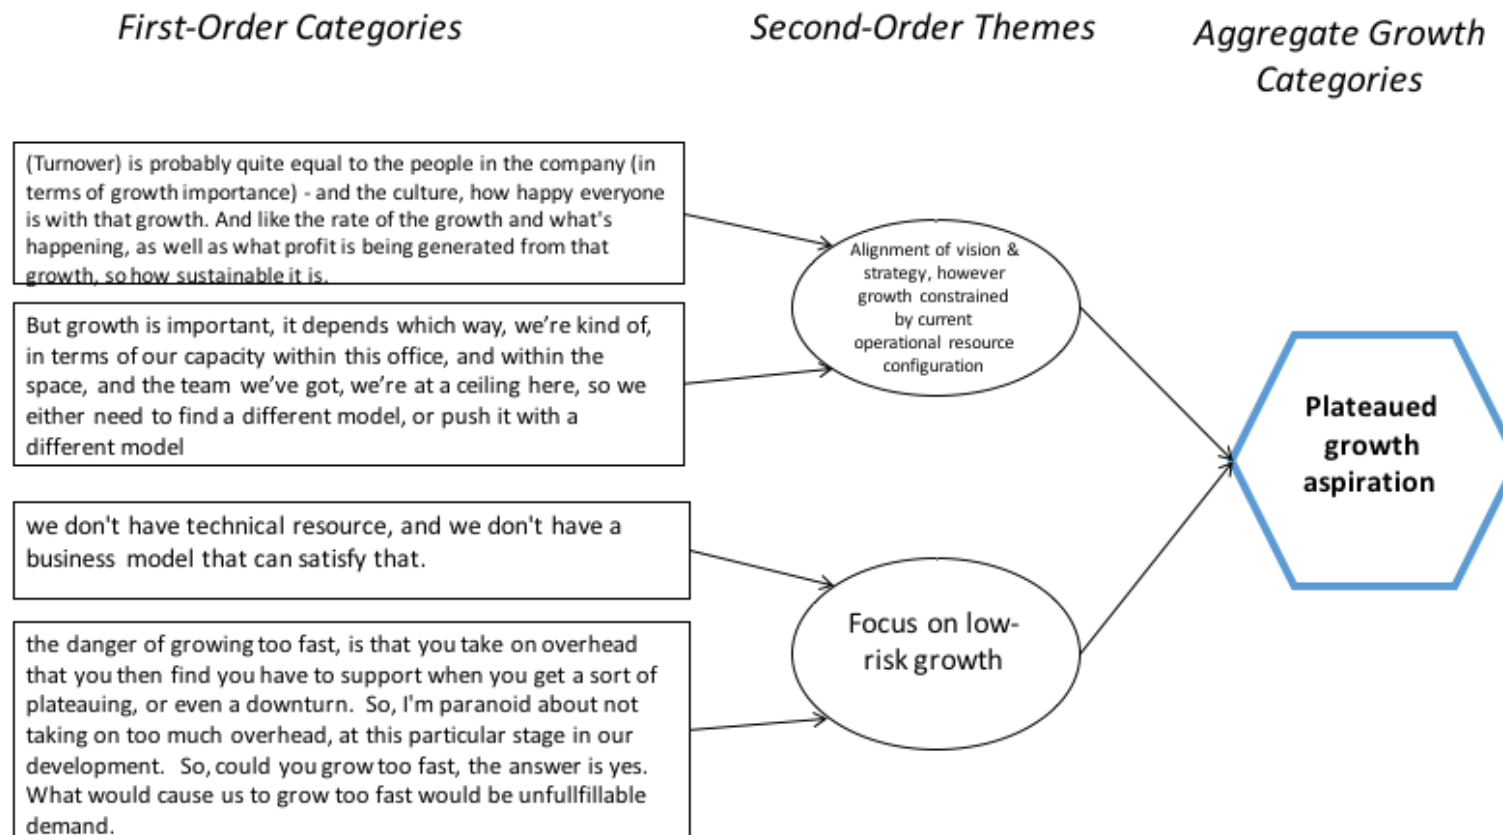 First-Order Categories
Second-Order Themes
Aggregate Growth
Categories
(Turnover) is probably quite equal to the people in the company (in
terms of growth importance) - and the culture, how happy everyone
is with that growth. And like the rate of the growth and what's
happening, as well as what profit is being generated from that
growth, so how sustainable it is.
But growth is important, it depends which way, we’re kind of,
in terms of our capacity within this office, and within the
space, and the team we’ve got, we’re at a ceiling here, so we
either need to find a different model, or push it with a
different model
we don't have technical resource, and we don't have a
business model that can satisfy that.
the danger of growing too fast, is that you take on overhead
that you then find you have to support when you get a sort of
plateauing, or even a downturn. So, I'm paranoid about not
taking on too much overhead, at this particular stage in our
development. So, could you grow too fast, the answer is yes.
What would cause us to grow too fast would be unfullfillable
demand.
Alignment of vision &
strategy, however
growth constrained
by current
operational resource
configuration
Focus on low-
risk growth
Plateaued
growth
aspiration